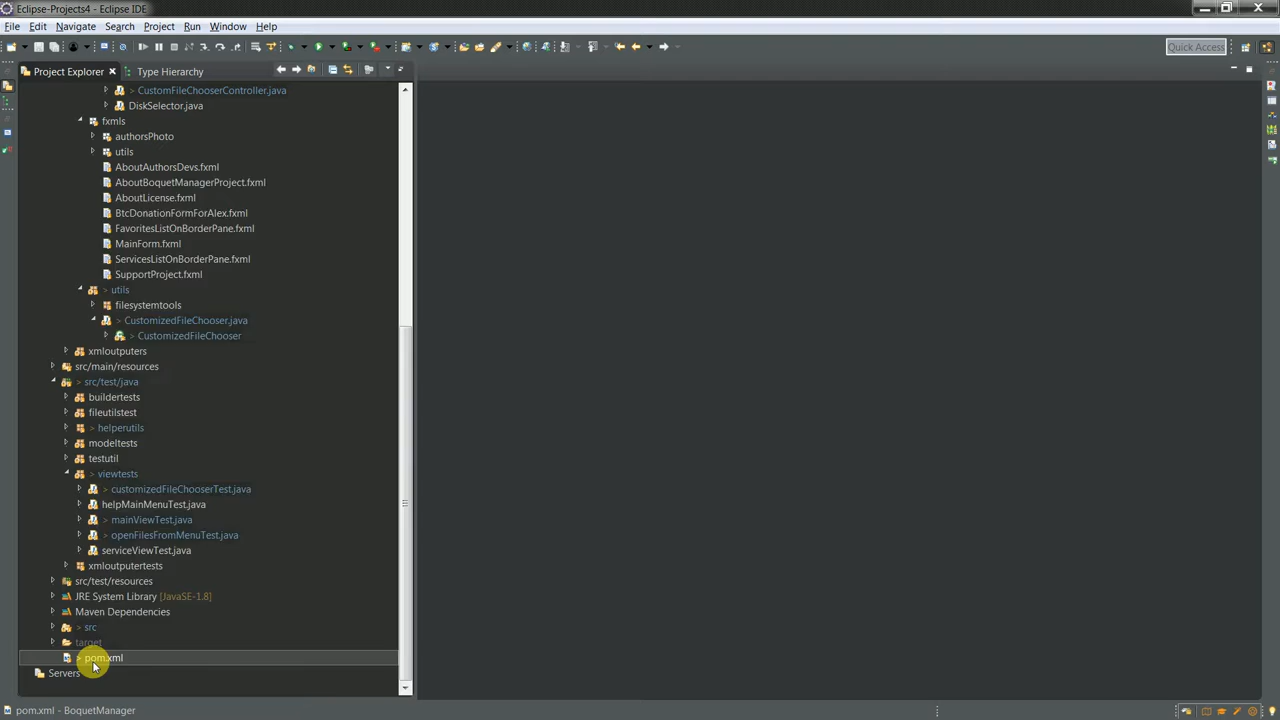 Eclipse-Projects4 - Eclipse IDE
File Edit Navigate Search Project Run Window Help
Quick Access
Project Explorer Type Hierarchy
> CustomFileChooserController.java
DiskSelector.java
fxmls
authorsPhoto
utils
AboutAuthorsDevs.fxml
AboutBoquetManagerProject.fxml
AboutLicense.fxml
BtcDonationFormForAlex.fxml
FavoritesListOnBorderPane.fxml
MainForm.fxml
ServicesListOnBorderPane.fxml
SupportProject.fxml
> utils
filesystemtools
> CustomizedFileChooser.java
> CustomizedFileChooser
xmloutputers
src/main/resources
> src/test/java
buildertests
fileutilstest
> helperutils
modeltests
testutil
> viewtests
> customizedFileChooserTest.java
helpMainMenuTest.java
> mainViewTest.java
> openFilesFromMenuTest.java
serviceViewTest.java
xmloutputertests
src/test/resources
JRE System Library [JavaSE-1.8]
Maven Dependencies
> src
target
> pom.xml
Servers
pom.xml - BoquetManager